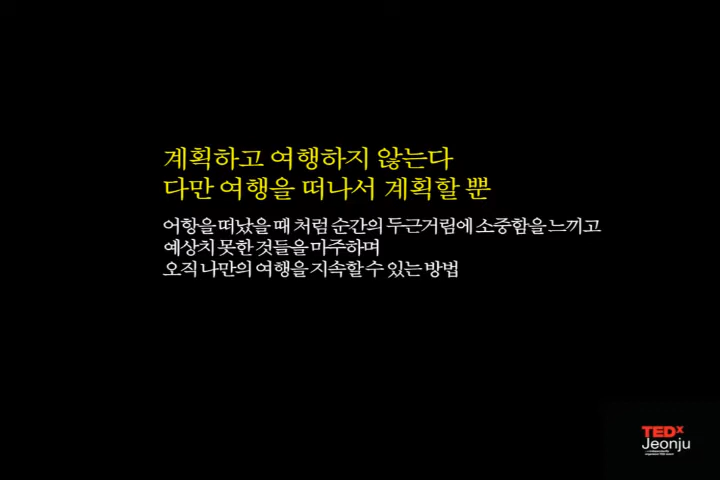 계획하고 여행하지 않는다
다만 여행을 떠나서 계획할 뿐
어항을 떠났을 때 처럼 순간의 두근거림에 소중함을 느끼고
예상치 못한 것들을 마주하며
오직 나만의 여행을 지속할 수 있는 방법
TEDx
Jeonju